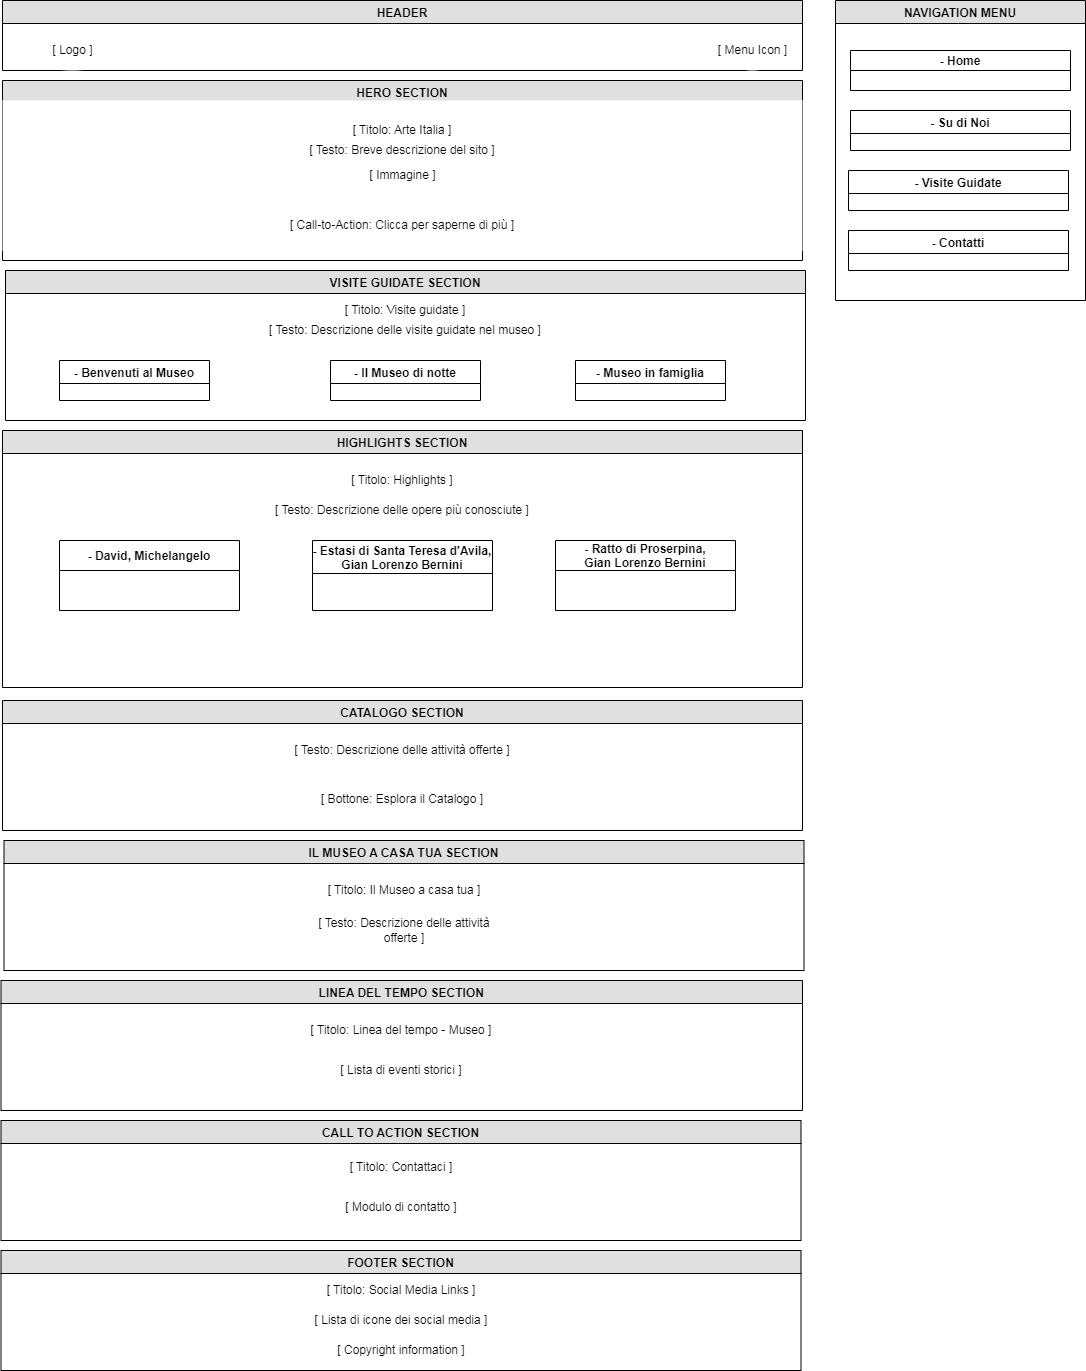 HEADER
[ Logo ]
[ Menu Icon ]
HERO SECTION
[ Titolo: Arte Italia ]
[ Testo: Breve descrizione del sito ]
[ Immagine ]
[ Call-to-Action: Clicca per saperne di più ]
VISITE GUIDATE SECTION
[ Titolo: Visite guidate ]
[ Testo: Descrizione delle visite guidate nel museo ]
- Benvenuti al Museo
- Il Museo di notte
- Museo in famiglia
HIGHLIGHTS SECTION
[ Titolo: Highlights ]
[ Testo: Descrizione delle opere più conosciute ]
- David, Michelangelo
- Estasi di Santa Teresa d'Avila,
Gian Lorenzo Bernini
- Ratto di Proserpina,
Gian Lorenzo Bernini
CATALOGO SECTION
[ Testo: Descrizione delle attività offerte ]
[ Bottone: Esplora il Catalogo ]
IL MUSEO A CASA TUA SECTION
[ Titolo: Il Museo a casa tua ]
[ Testo: Descrizione delle attività
offerte ]
LINEA DEL TEMPO SECTION
[ Titolo: Linea del tempo - Museo ]
[ Lista di eventi storici ]
CALL TO ACTION SECTION
[ Titolo: Contattaci ]
[ Modulo di contatto ]
FOOTER SECTION
[ Titolo: Social Media Links ]
[ Lista di icone dei social media ]
[ Copyright information ]
NAVIGATION MENU
- Home
- Su di Noi
- Visite Guidate
- Contatti